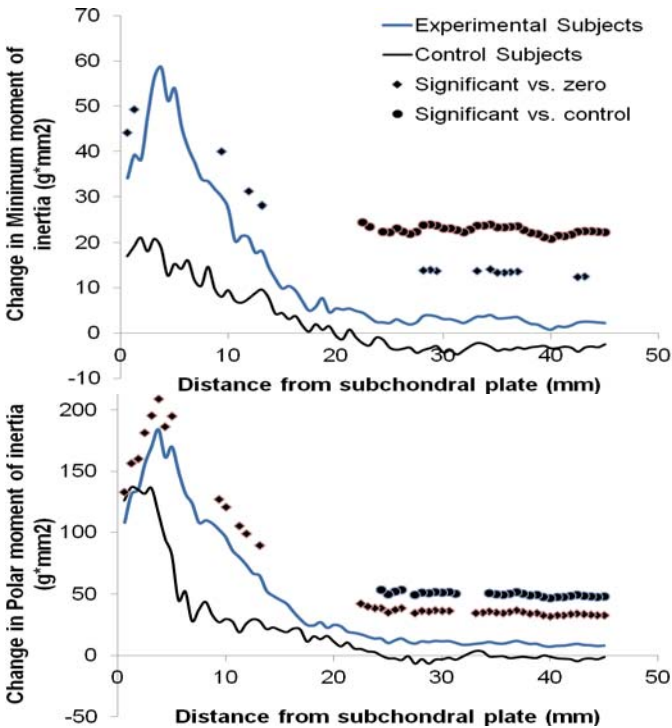 Change in Minimum moment of
inertia (g*mm2)
70
60
50
40
30
20
10
0
-10
Experimental Subjects
Control Subjects
Significant vs. zero
Significant vs. control
0 10 20 30 40 50
Distance from subchondral plate (mm)
Change in Polar moment of inertia
(g*mm2)
200
150
100
50
0
-50
0 10 20 30 40 50
Distance from subchondral plate (mm)